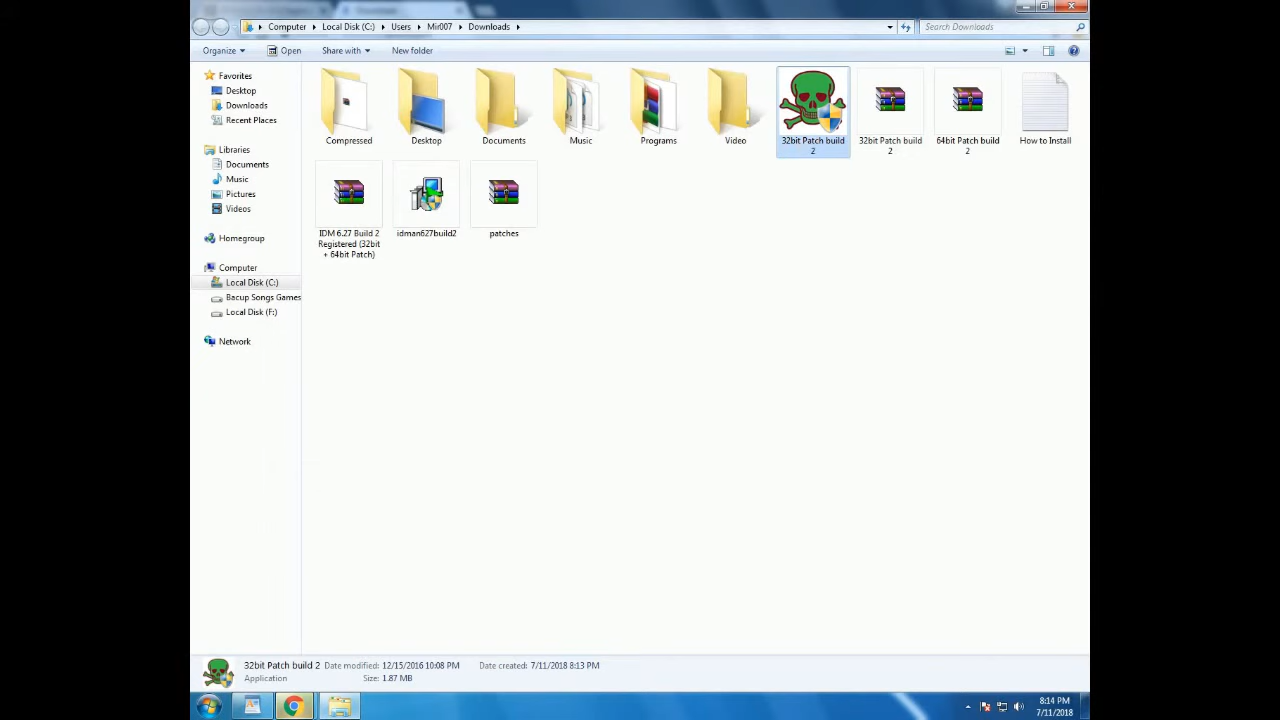 Computer Local Disk (C:) Users Mir007 Downloads
Search Downloads
Organize Open Share with New folder
Favorites
Desktop
Downloads
Recent Places
Libraries
Documents
Music
Pictures
Videos
Homegroup
Computer
Local Disk (C:)
Bacup Songs Games
Local Disk (F:)
Network
Compressed
Desktop
Documents
Music
Programs
Video
32bit Patch build
2
32bit Patch build
2
64bit Patch build
2
How to Install
IDM 6.27 Build 2
Registered (32bit
+ 64bit Patch)
idman627build2
patches
32bit Patch build 2 Date modified: 12/15/2016 10:08 PM Date created: 7/11/2018 8:13 PM
Application Size: 1.87 MB
8:14 PM
7/11/2018